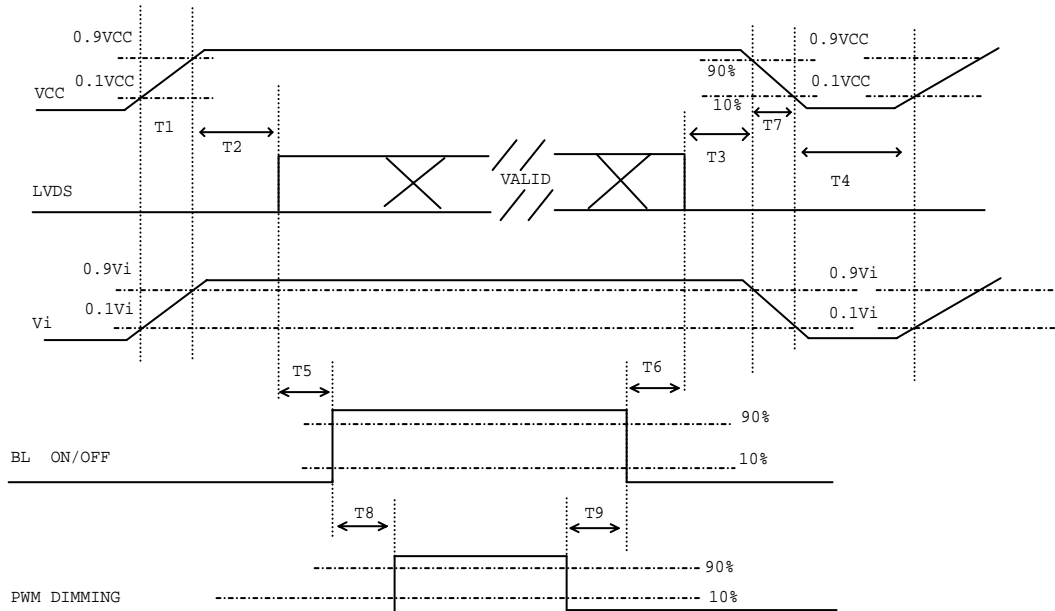 0.9VCC
0.9VCC
90%
0.1VCC
0.1VCC
VCC
10%
T1
T2
T3
T7
T4
VALID
LVDS
0.9Vi
0.9Vi
0.1Vi
0.1Vi
Vi
T5
T6
90%
BL ON/OFF
10%
T8
T9
90%
PWM DIMMING
10%